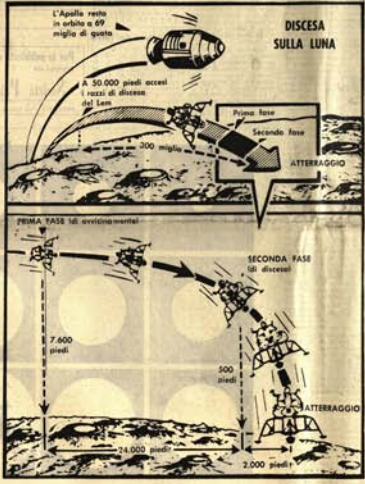 L'Apollo resta
in orbita a 69
miglia di quota
DISCESA
SULLA LUNA
A 50.000 piedi accesi
i razzi di discesa
del Lem
Prima fase
Seconda fase
300 miglia
ATTERRAGGIO
PRIMA FASE (di avvicinamento)
SECONDA FASE
(di discesa)
7.600
piedi
500
piedi
ATTERRAGGIO
24.000 piedi
2.000 piedi